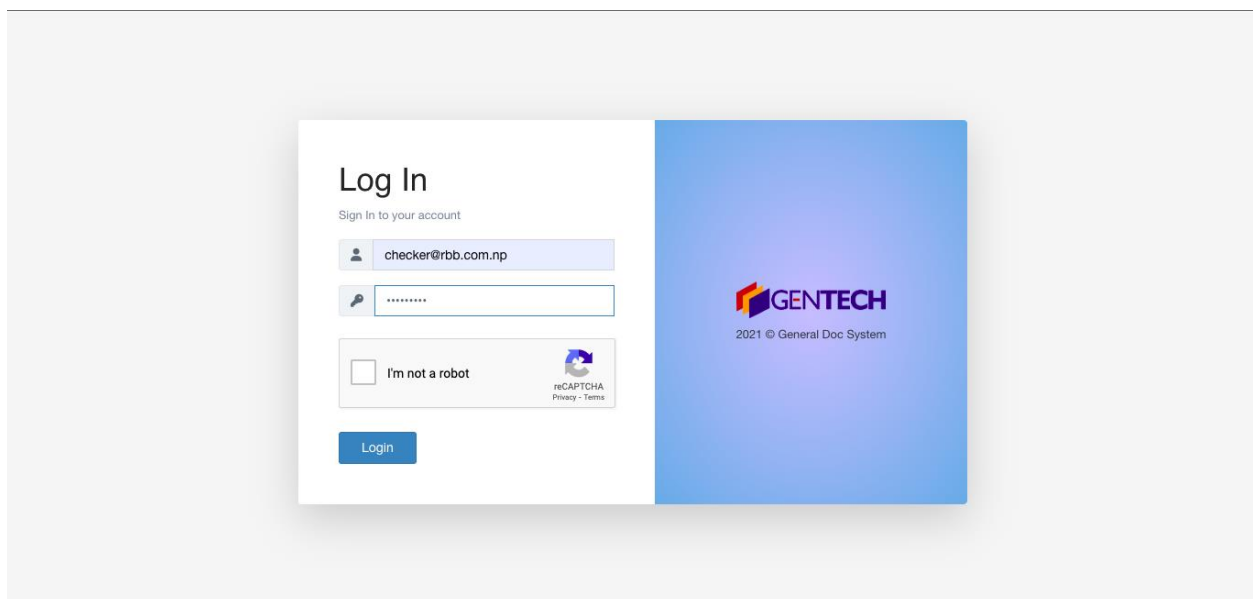 Log In
Sign In to your account
checker@rbb.com.np
•••••••••
I'm not a robot
reCAPTCHA
Privacy - Terms
Login
GENTECH
2021 © General Doc System